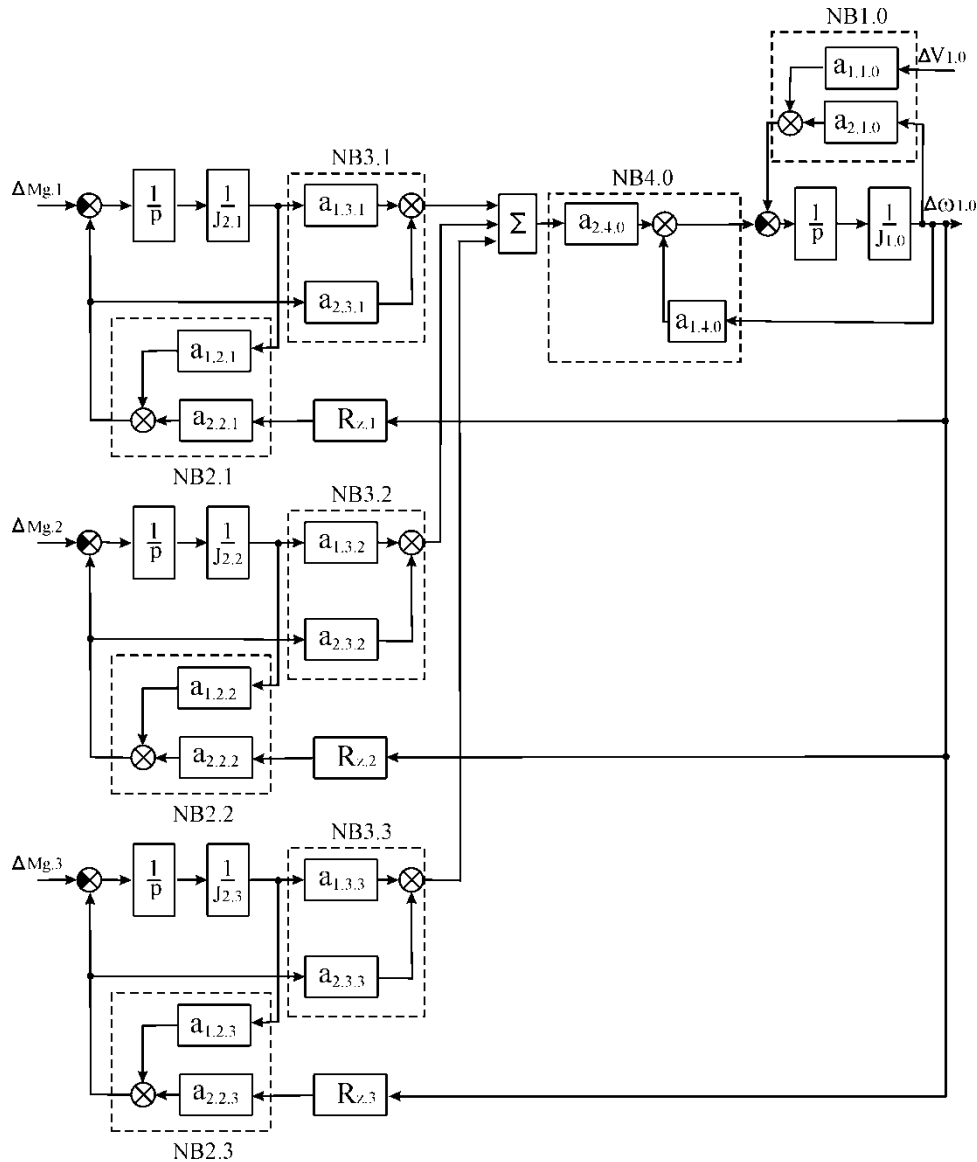 NB1.0
a1,1.0
ΔV1.0
a2,1.0
NB3.1
NB4.0
ΔMg.1
1/p
1/J2.1
a1.3.1
Σ
a2.4.0
1/p
1/J1.0
Δω1.0
a2.3.1
a1.4.0
a1,2.1
a2.2.1
Rz.1
NB2.1
NB3.2
ΔMg.2
1/p
1/J2.2
a1.3.2
a2.3.2
a1.2.2
a2.2.2
Rz.2
NB2.2
NB3.3
ΔMg.3
1/p
1/J2.3
a1.3.3
a2.3.3
a1.2.3
a2.2.3
Rz.3
NB2.3